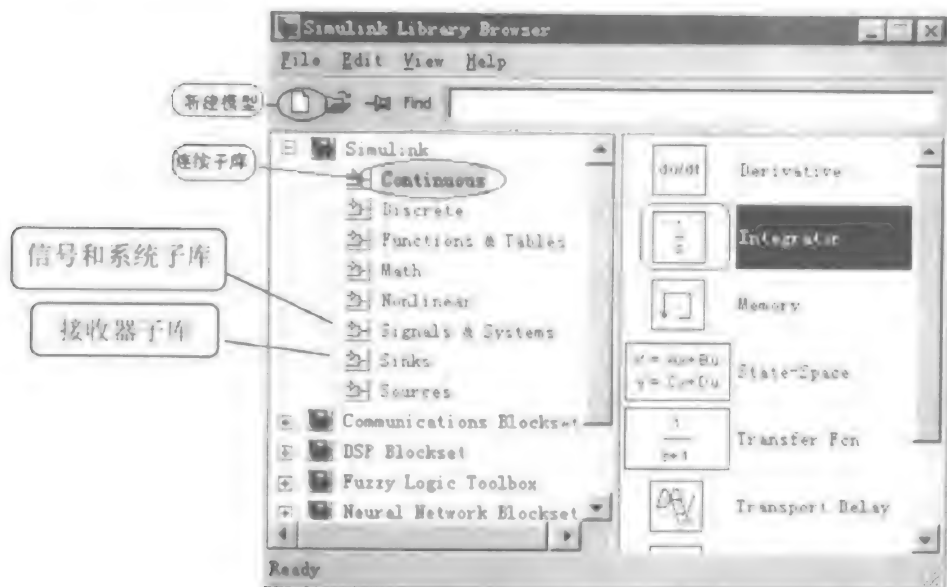 Simulink Library Browser
File Edit View Help
新建模型
Find
连续子库
Simulink
Continuous
Discrete
Functions & Tables
Math
Nonlinear
Signals & Systems
Sinks
Sources
Communications Blockset
DSP Blockset
Fuzzy Logic Toolbox
Neural Network Blockset
信号和系统子库
接收器子库
du/dt
Derivative
1
s
Integrator
Memory
x' = Ax+Bu
y = Cx+Du
State-Space
1
s+1
Transfer Fcn
Transport Delay
Ready